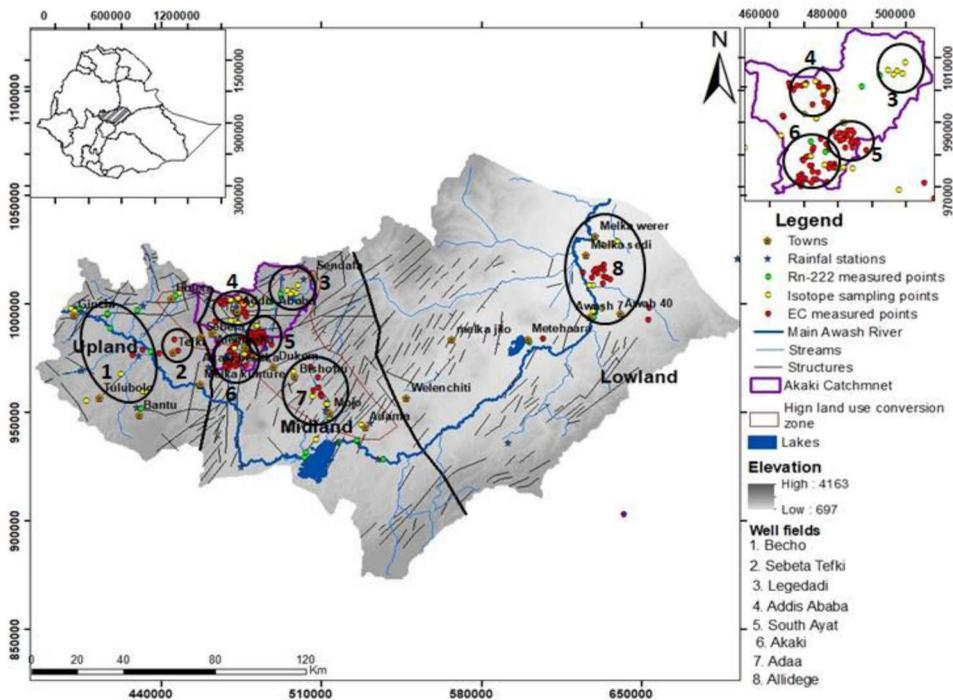 600000 1200000
460000 480000 500000
1500000
900000
300000
1010000
990000
970000
1100000
1050000
1000000
950000
900000
850000
N
4
3
6
5
Legend
Towns
Rainfal stations
Rn-222 measured points
Isotope sampling points
EC measured points
Main Awash River
Streams
Structures
Akaki Catchmnet
Hign land use conversion
zone
Lakes
Elevation
High : 4163
Low : 697
Well fields
1. Becho
2. Sebeta Tefki
3. Legedadi
4. Addis Ababa
5. South Ayat
6. Akaki
7. Adaa
8. Allidege
Melka werer
Melka sedi
8
Awash 7
Awah 40
Sendafa
4
3
Ginchi
Addis Ababa
Sebeta
5
melka jilo
Metehaara
Upland
Tefki
1
2
Dukem
Melka kunture
Bishoftu
Lowland
6
Tulubolo
7
Welenchiti
Bantu
Mojo
Adama
Midland
0 20 40 80 120
Km
440000 510000 580000 650000